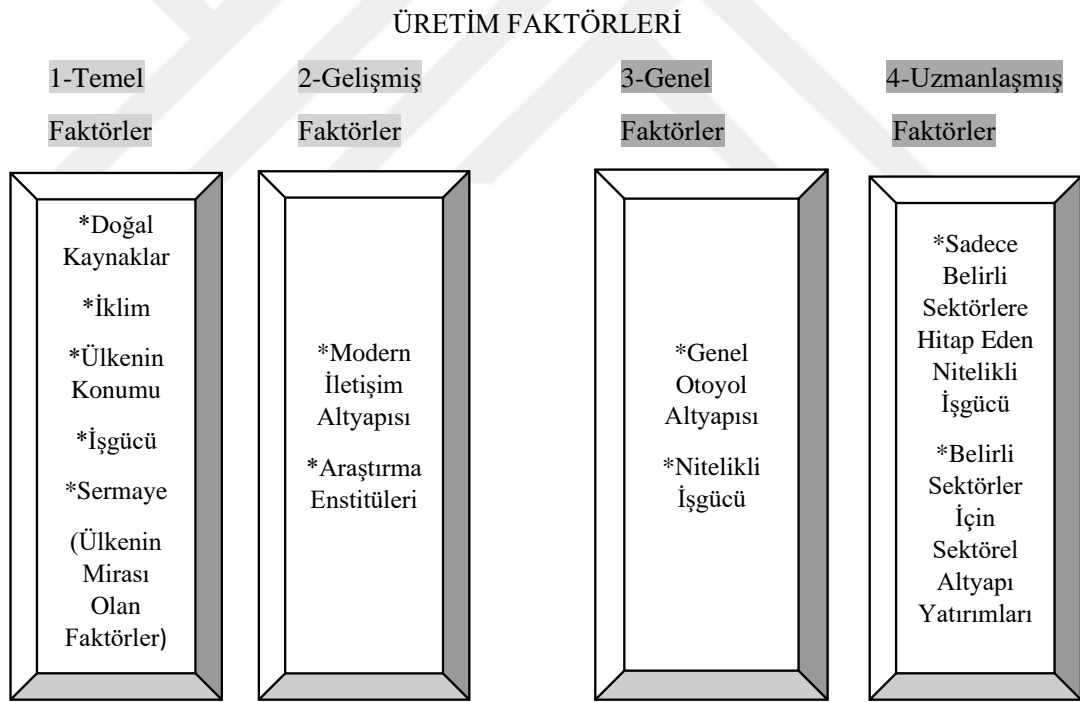 ÜRETİM FAKTÖRLERİ
1-Temel
Faktörler
*Doğal
Kaynaklar
*İklim
*Ülkenin
Konumu
*İşgücü
*Sermaye
(Ülkenin
Mirası
Olan
Faktörler)
2-Gelişmiş
Faktörler
*Modern
İletişim
Altyapısı
*Araştırma
Enstitüleri
3-Genel
Faktörler
*Genel
Otoyol
Altyapısı
*Nitelikli
İşgücü
4-Uzmanlaşmış
Faktörler
*Sadece
Belirli
Sektörlere
Hitap Eden
Nitelikli
İşgücü
*Belirli
Sektörler
İçin
Sektörel
Altyapı
Yatırımları